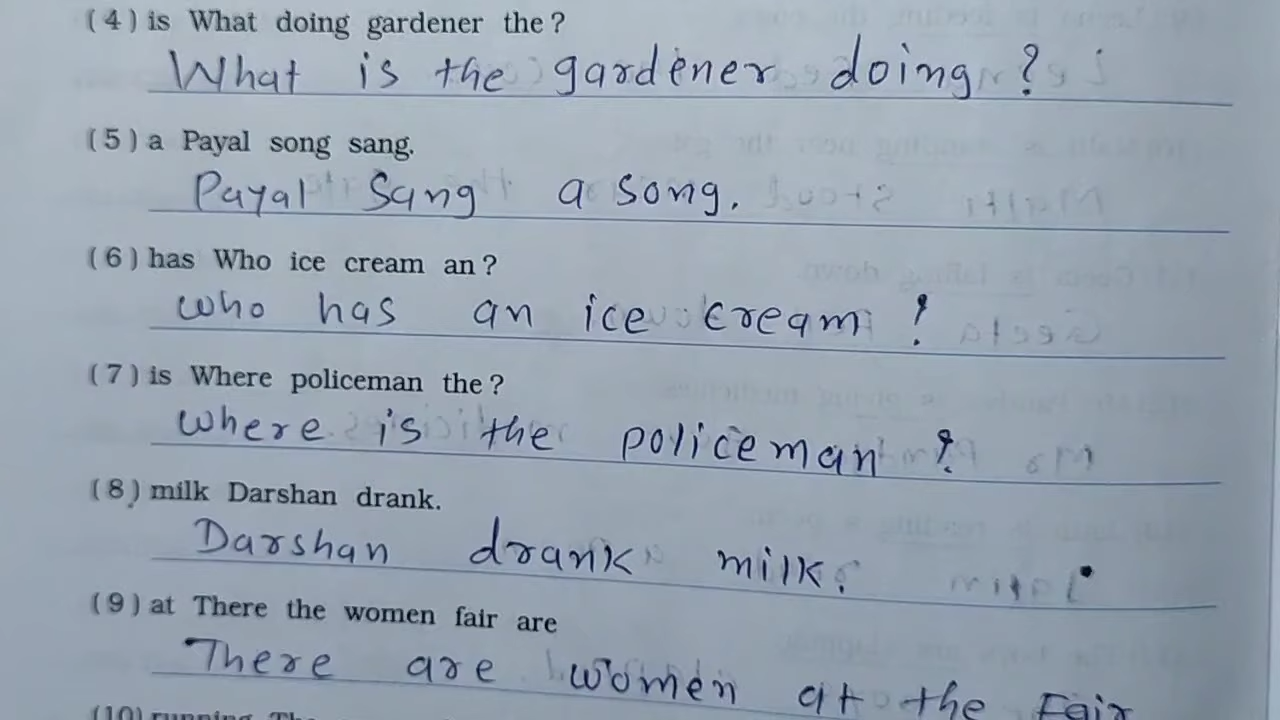 (4) is What doing gardener the?
What is the gardener doing?
(5) a Payal song sang.
Payal Sang a song.
(6) has Who ice cream an?
who has an ice cream?
(7) is Where policeman the?
where is the policeman?
(8) milk Darshan drank.
Darshan drank milk.
(9) at There the women fair are
There are women at the Fair
(10) running The